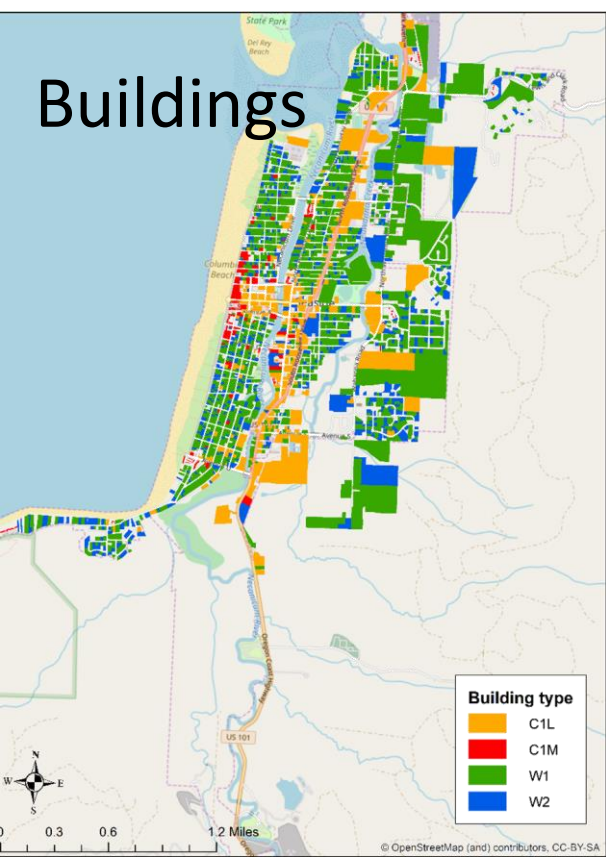 State Park
Del Rey
Beach
Buildings
Beach
Avenue S
Building type
C1L
C1M
W1
W2
US 101
N
W
E
S
0 0.3 0.6 1.2 Miles
© OpenStreetMap (and) contributors, CC-BY-SA